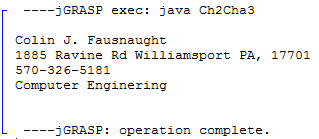 ----jGRASP exec: java Ch2Cha3
Colin J. Fausnaught
1885 Ravine Rd Williamsport PA, 17701
570-326-5181
Computer Enginering
----jGRASP: operation complete.